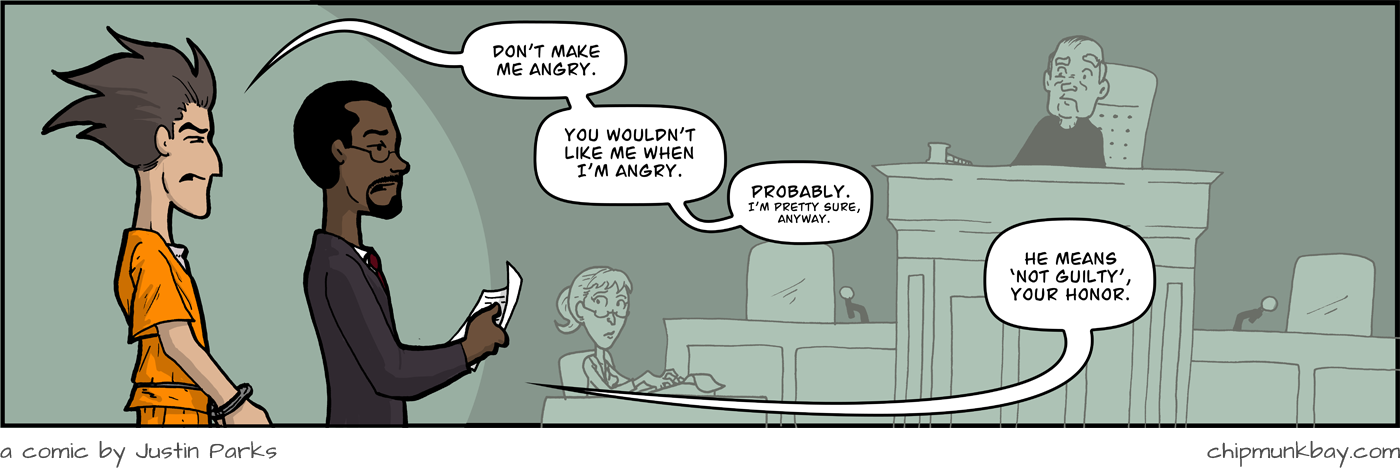 DON'T MAKE
ME ANGRY.
YOU WOULDN'T
LIKE ME WHEN
I'M ANGRY.
PROBABLY.
I'M PRETTY SURE,
ANYWAY.
HE MEANS
'NOT GUILTY',
YOUR HONOR.
a comic by Justin Parks
chipmunkbay.com